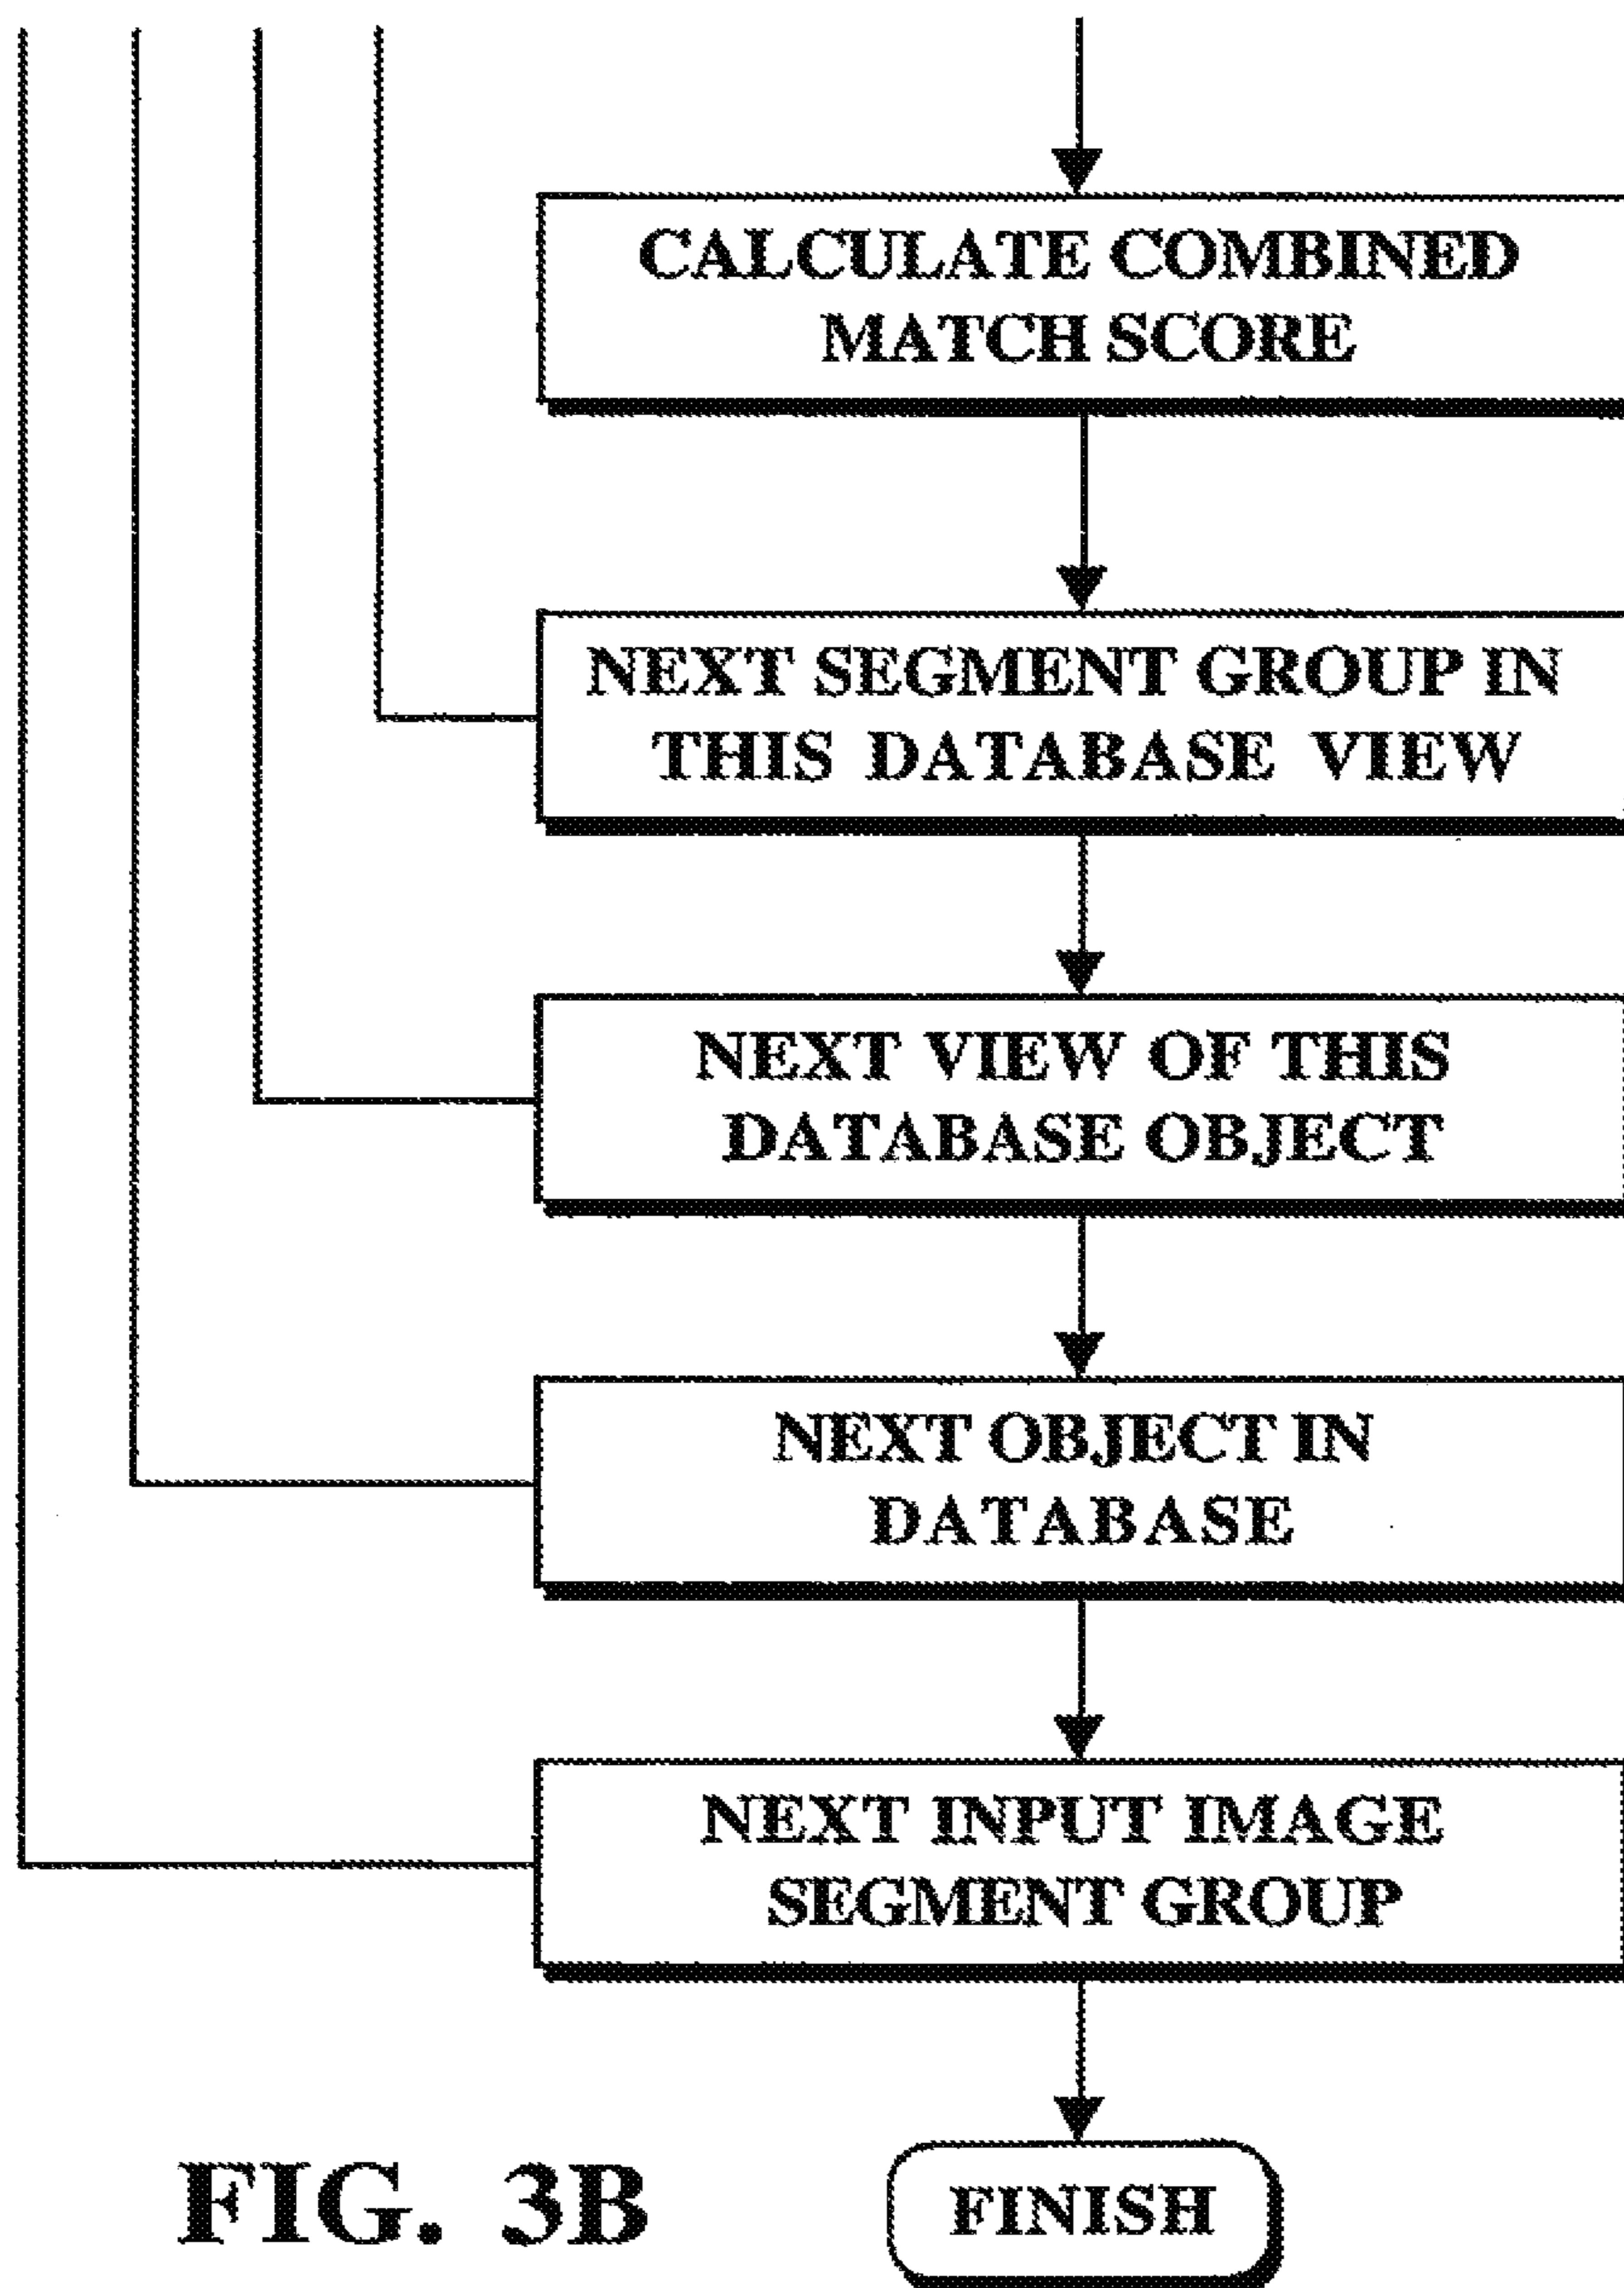 CALCULATE COMBINED
MATCH SCORE
NEXT SEGMENT GROUP IN
THIS DATABASE VIEW
NEXT VIEW OF THIS
DATABASE OBJECT
NEXT OBJECT IN
DATABASE
NEXT INPUT IMAGE
SEGMENT GROUP
FINISH
FIG. 3B